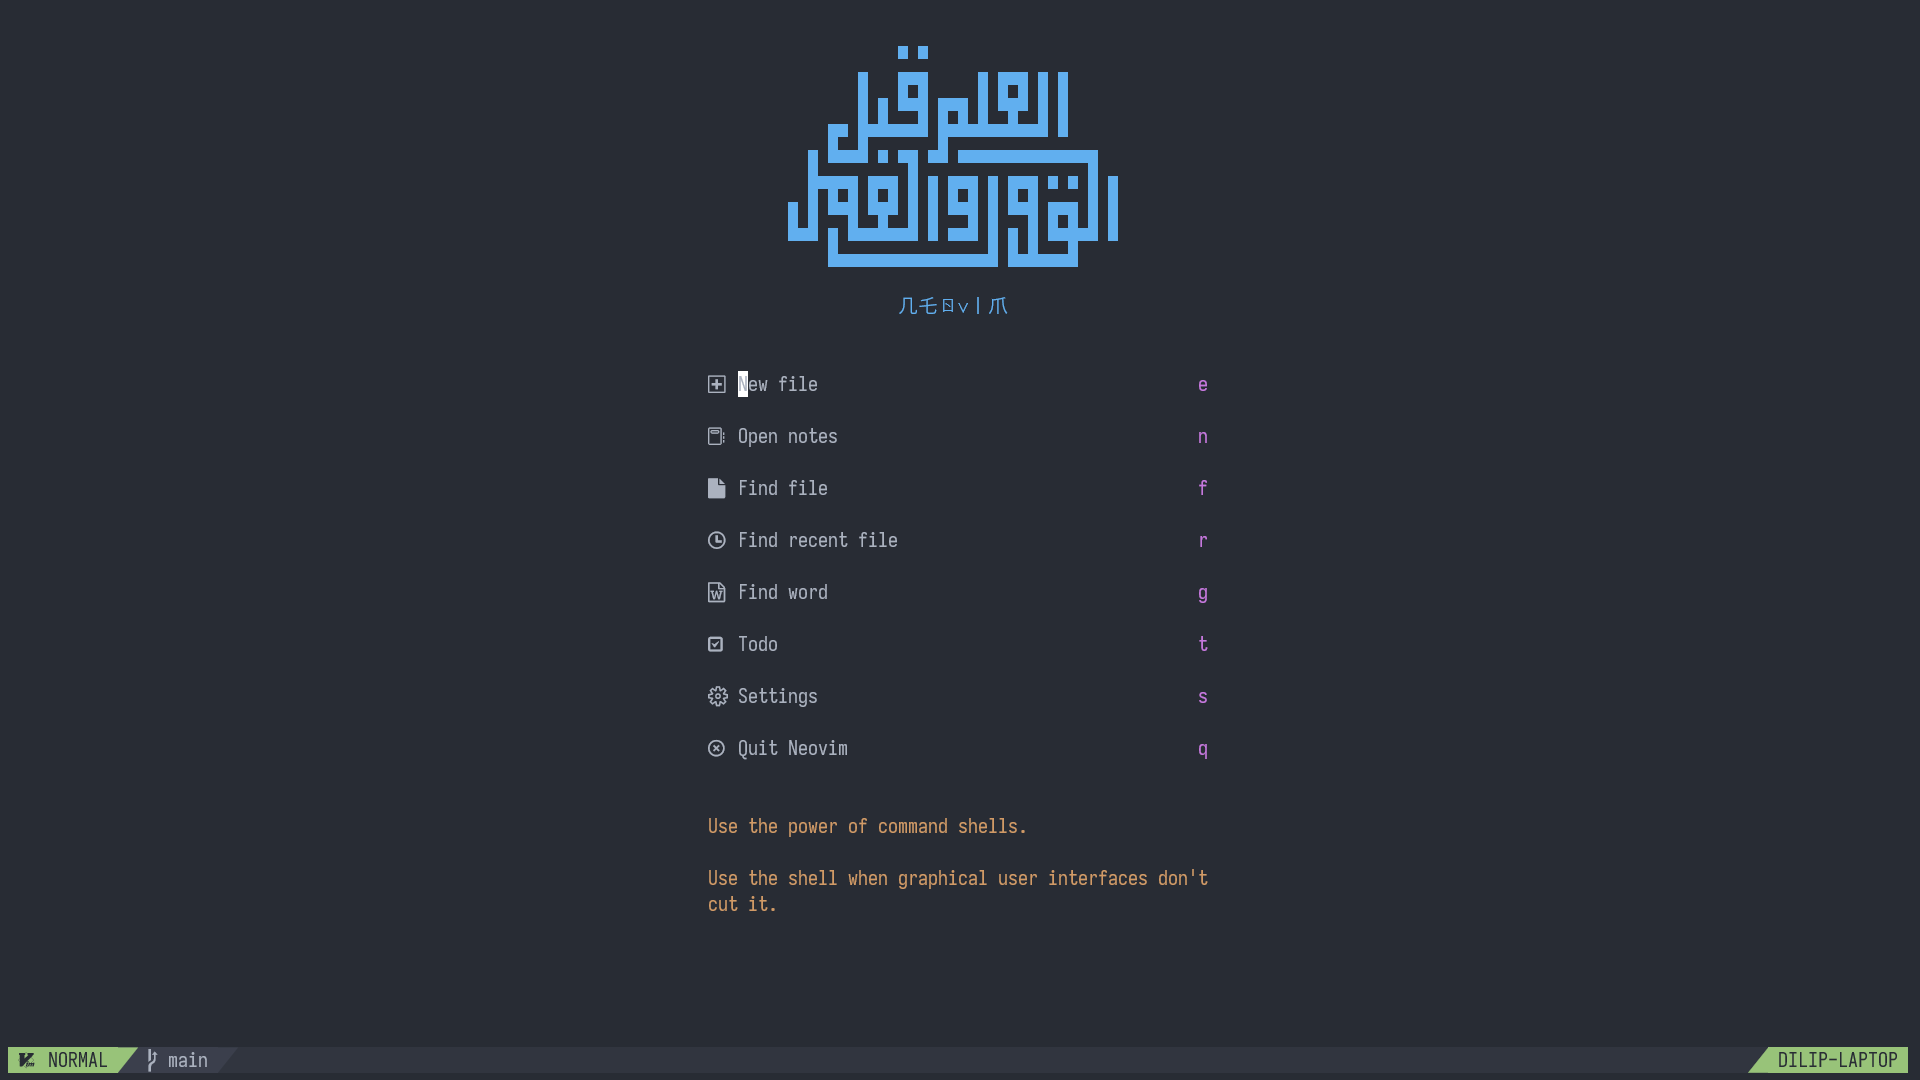 العلم قبل
القول والعمل
几乇ㄖᐯ丨爪
New file e
Open notes n
Find file f
Find recent file r
Find word g
Todo t
Settings s
Quit Neovim q
Use the power of command shells.
Use the shell when graphical user interfaces don't
cut it.
NORMAL main DILIP-LAPTOP